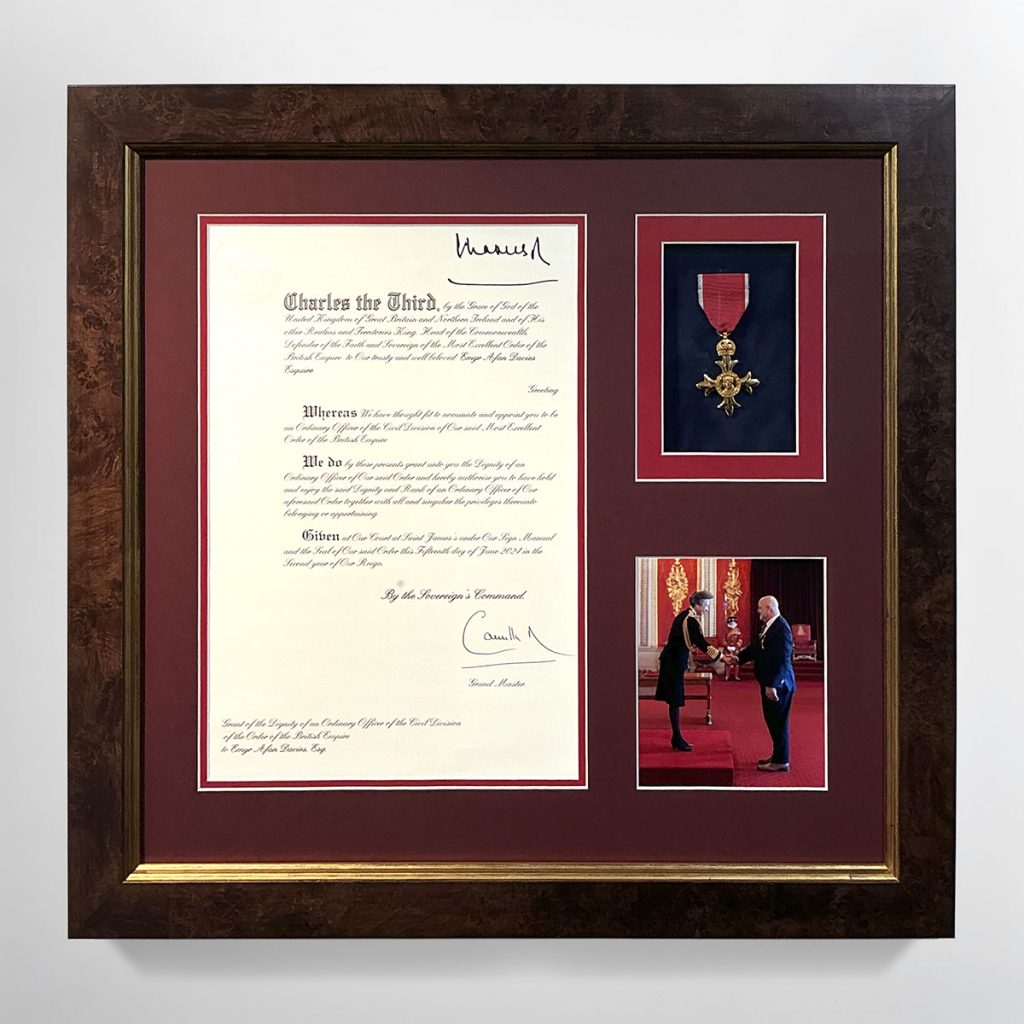 Charles R
Charles the Third, by the Grace of God of the
United Kingdom of Great Britain and Northern Ireland and of His
other Realms and Territories King, Head of the Commonwealth,
Defender of the Faith and Sovereign of the Most Excellent Order of the
British Empire to Our trusty and well beloved Emyr Afan Davies
Esquire
Greeting
Whereas We have thought fit to nominate and appoint you to be
an Ordinary Officer of the Civil Division of Our said Most Excellent
Order of the British Empire
We do by these presents grant unto you the Dignity of an
Ordinary Officer of Our said Order and hereby authorise you to have hold
and enjoy the said Dignity and Rank of an Ordinary Officer of Our
aforesaid Order together with all and singular the privileges thereunto
belonging or appertaining.
Given at Our Court at Saint James's under Our Sign Manual
and the Seal of Our said Order this Fifteenth day of June 2024 in the
Second year of Our Reign.
By the Sovereign's Command.
Camilla R
Grand Master.
Grant of the Dignity of an Ordinary Officer of the Civil Division
of the Order of the British Empire
to Emyr Afan Davies, Esq.